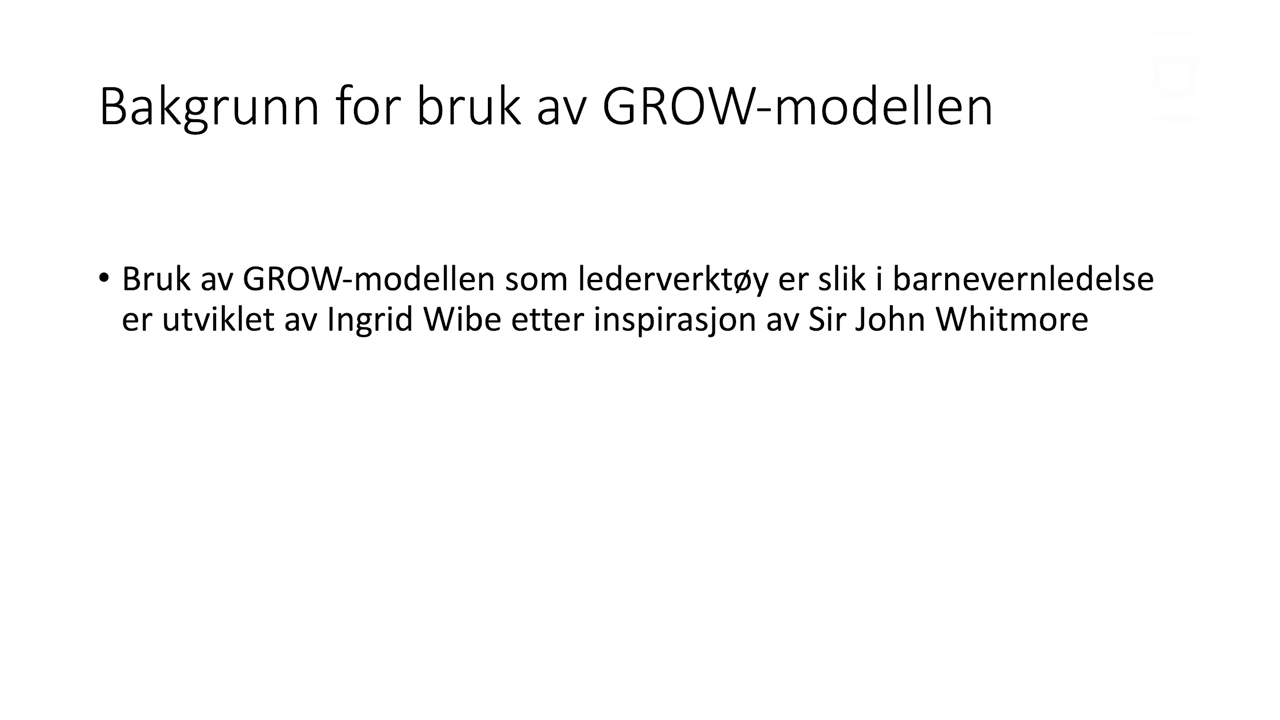 Bakgrunn for bruk av GROW-modellen
• Bruk av GROW-modellen som lederverktøy er slik i barnevernledelse
er utviklet av Ingrid Wibe etter inspirasjon av Sir John Whitmore